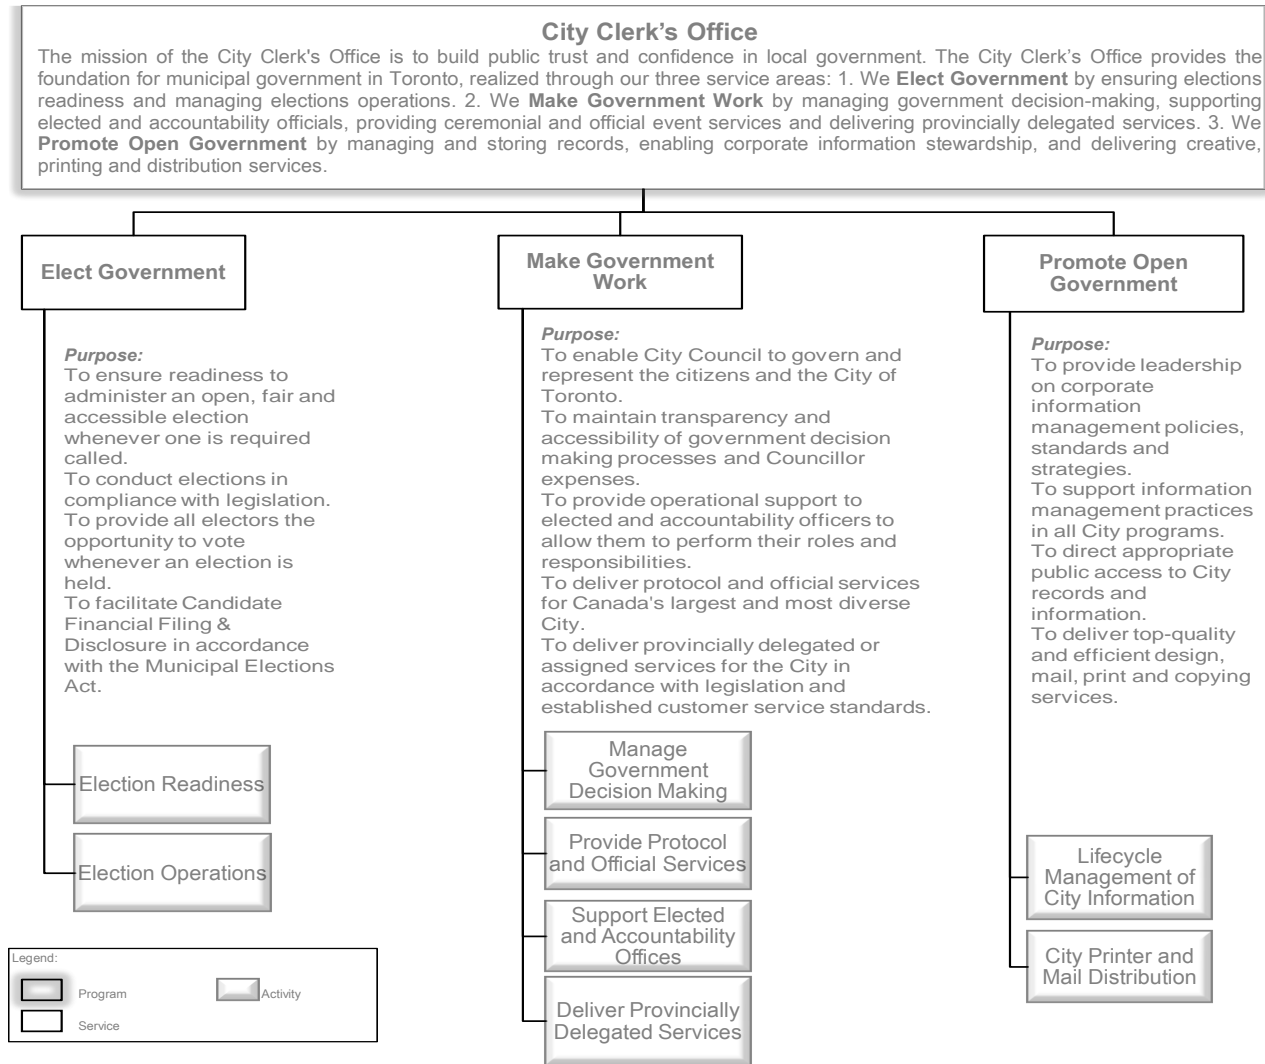 City Clerk’s Office
The mission of the City Clerk's Office is to build public trust and confidence in local government. The City Clerk’s Office provides the
foundation for municipal government in Toronto, realized through our three service areas: 1. We Elect Government by ensuring elections
readiness and managing elections operations. 2. We Make Government Work by managing government decision-making, supporting
elected and accountability officials, providing ceremonial and official event services and delivering provincially delegated services. 3. We
Promote Open Government by managing and storing records, enabling corporate information stewardship, and delivering creative,
printing and distribution services.
Elect Government
Purpose:
To ensure readiness to
administer an open, fair and
accessible election
whenever one is required
called.
To conduct elections in
compliance with legislation.
To provide all electors the
opportunity to vote
whenever an election is
held.
To facilitate Candidate
Financial Filing &
Disclosure in accordance
with the Municipal Elections
Act.
Election Readiness
Election Operations
Make Government
Work
Purpose:
To enable City Council to govern and
represent the citizens and the City of
Toronto.
To maintain transparency and
accessibility of government decision
making processes and Councillor
expenses.
To provide operational support to
elected and accountability officers to
allow them to perform their roles and
responsibilities.
To deliver protocol and official services
for Canada's largest and most diverse
City.
To deliver provincially delegated or
assigned services for the City in
accordance with legislation and
established customer service standards.
Manage
Government
Decision Making
Provide Protocol
and Official Services
Support Elected
and Accountability
Offices
Deliver Provincially
Delegated Services
Promote Open
Government
Purpose:
To provide leadership
on corporate
information
management policies,
standards and
strategies.
To support information
management practices
in all City programs.
To direct appropriate
public access to City
records and
information.
To deliver top-quality
and efficient design,
mail, print and copying
services.
Lifecycle
Management of
City Information
City Printer and
Mail Distribution
Legend:
Program
Activity
Service